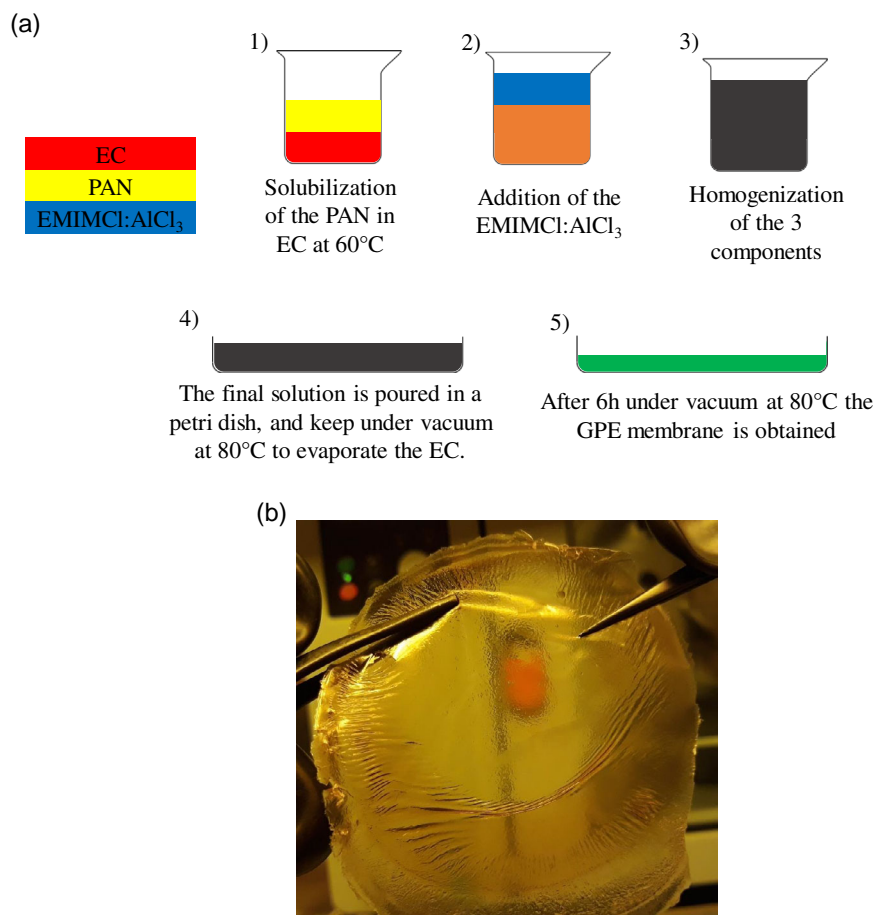 (a)
1)
2)
3)
EC
PAN
EMIMCl:AlCl₃
Solubilization
of the PAN in
EC at 60°C
Addition of the
EMIMCl:AlCl₃
Homogenization
of the 3
components
4)
5)
The final solution is poured in a
petri dish, and keep under vacuum
at 80°C to evaporate the EC.
After 6h under vacuum at 80°C the
GPE membrane is obtained
(b)